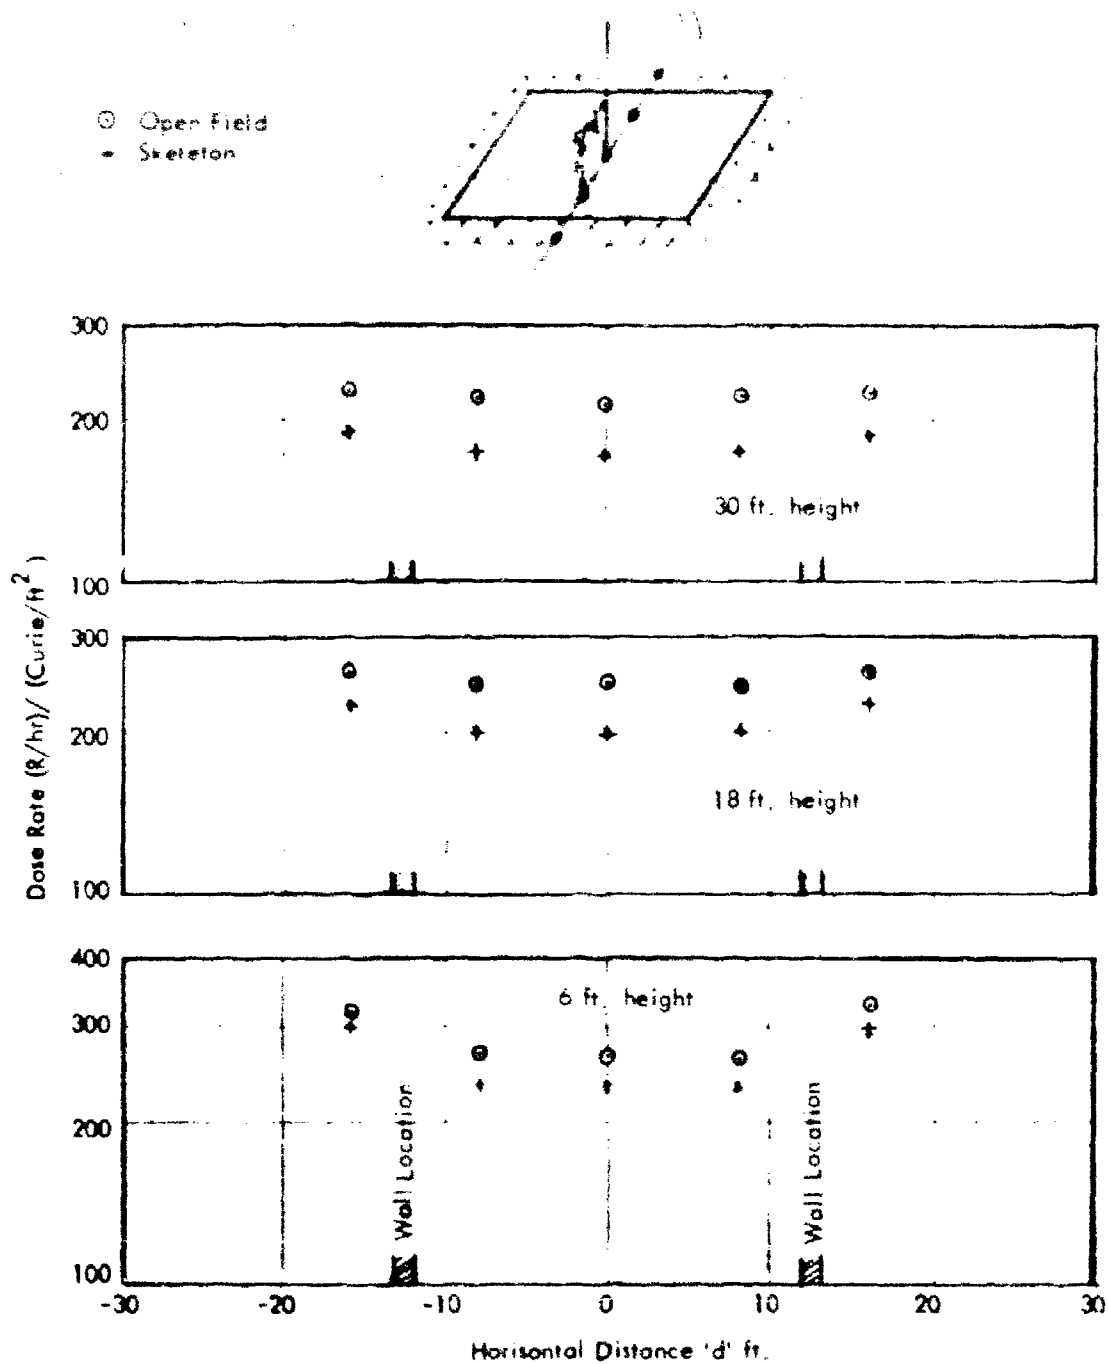 Open Field
Skeleton
300
200
30 ft. height
100
300
200
18 ft. height
100
Dose Rate (R/hr)/ (Curie/ft²)
400
6 ft. height
300
200
Wall Location
Wall Location
100
-30 -20 -10 0 10 20 30
Horisontal Distance 'd' ft.